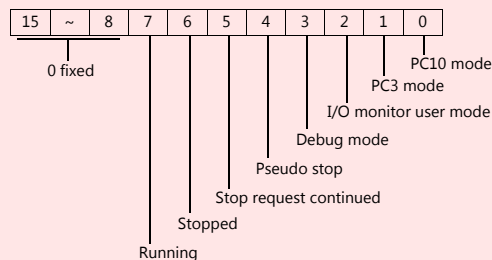 15 ~ 8 7 6 5 4 3 2 1 0
0 fixed
PC10 mode
PC3 mode
I/O monitor user mode
Debug mode
Pseudo stop
Stop request continued
Stopped
Running